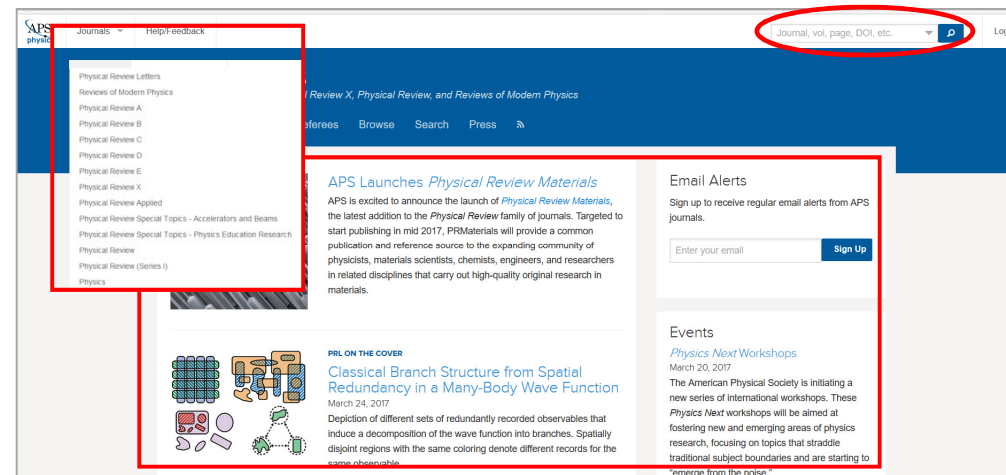 APS
physic
Journals
Help/Feedback
Journal, vol, page, DOI, etc.
Log
Physical Review Letters
Reviews of Modern Physics
Physical Review A
Physical Review B
Physical Review C
Physical Review D
Physical Review E
Physical Review X
Physical Review Applied
Physical Review Special Topics - Accelerators and Beams
Physical Review Special Topics - Physics Education Research
Physical Review
Physical Review (Series I)
Physics
Review X, Physical Review, and Reviews of Modern Physics
eferees Browse Search Press
APS Launches Physical Review Materials
APS is excited to announce the launch of Physical Review Materials,
the latest addition to the Physical Review family of journals. Targeted to
start publishing in mid 2017, PRMaterials will provide a common
publication and reference source to the expanding community of
physicists, materials scientists, chemists, engineers, and researchers
in related disciplines that carry out high-quality original research in
materials.
PRL ON THE COVER
Classical Branch Structure from Spatial
Redundancy in a Many-Body Wave Function
March 24, 2017
Depiction of different sets of redundantly recorded observables that
induce a decomposition of the wave function into branches. Spatially
disjoint regions with the same coloring denote different records for the
same observable.
Email Alerts
Sign up to receive regular email alerts from APS
journals.
Enter your email
Sign Up
Events
Physics Next Workshops
March 20, 2017
The American Physical Society is initiating a
new series of international workshops. These
Physics Next workshops will be aimed at
fostering new and emerging areas of physics
research, focusing on topics that straddle
traditional subject boundaries and are starting to
"emerge from the noise."